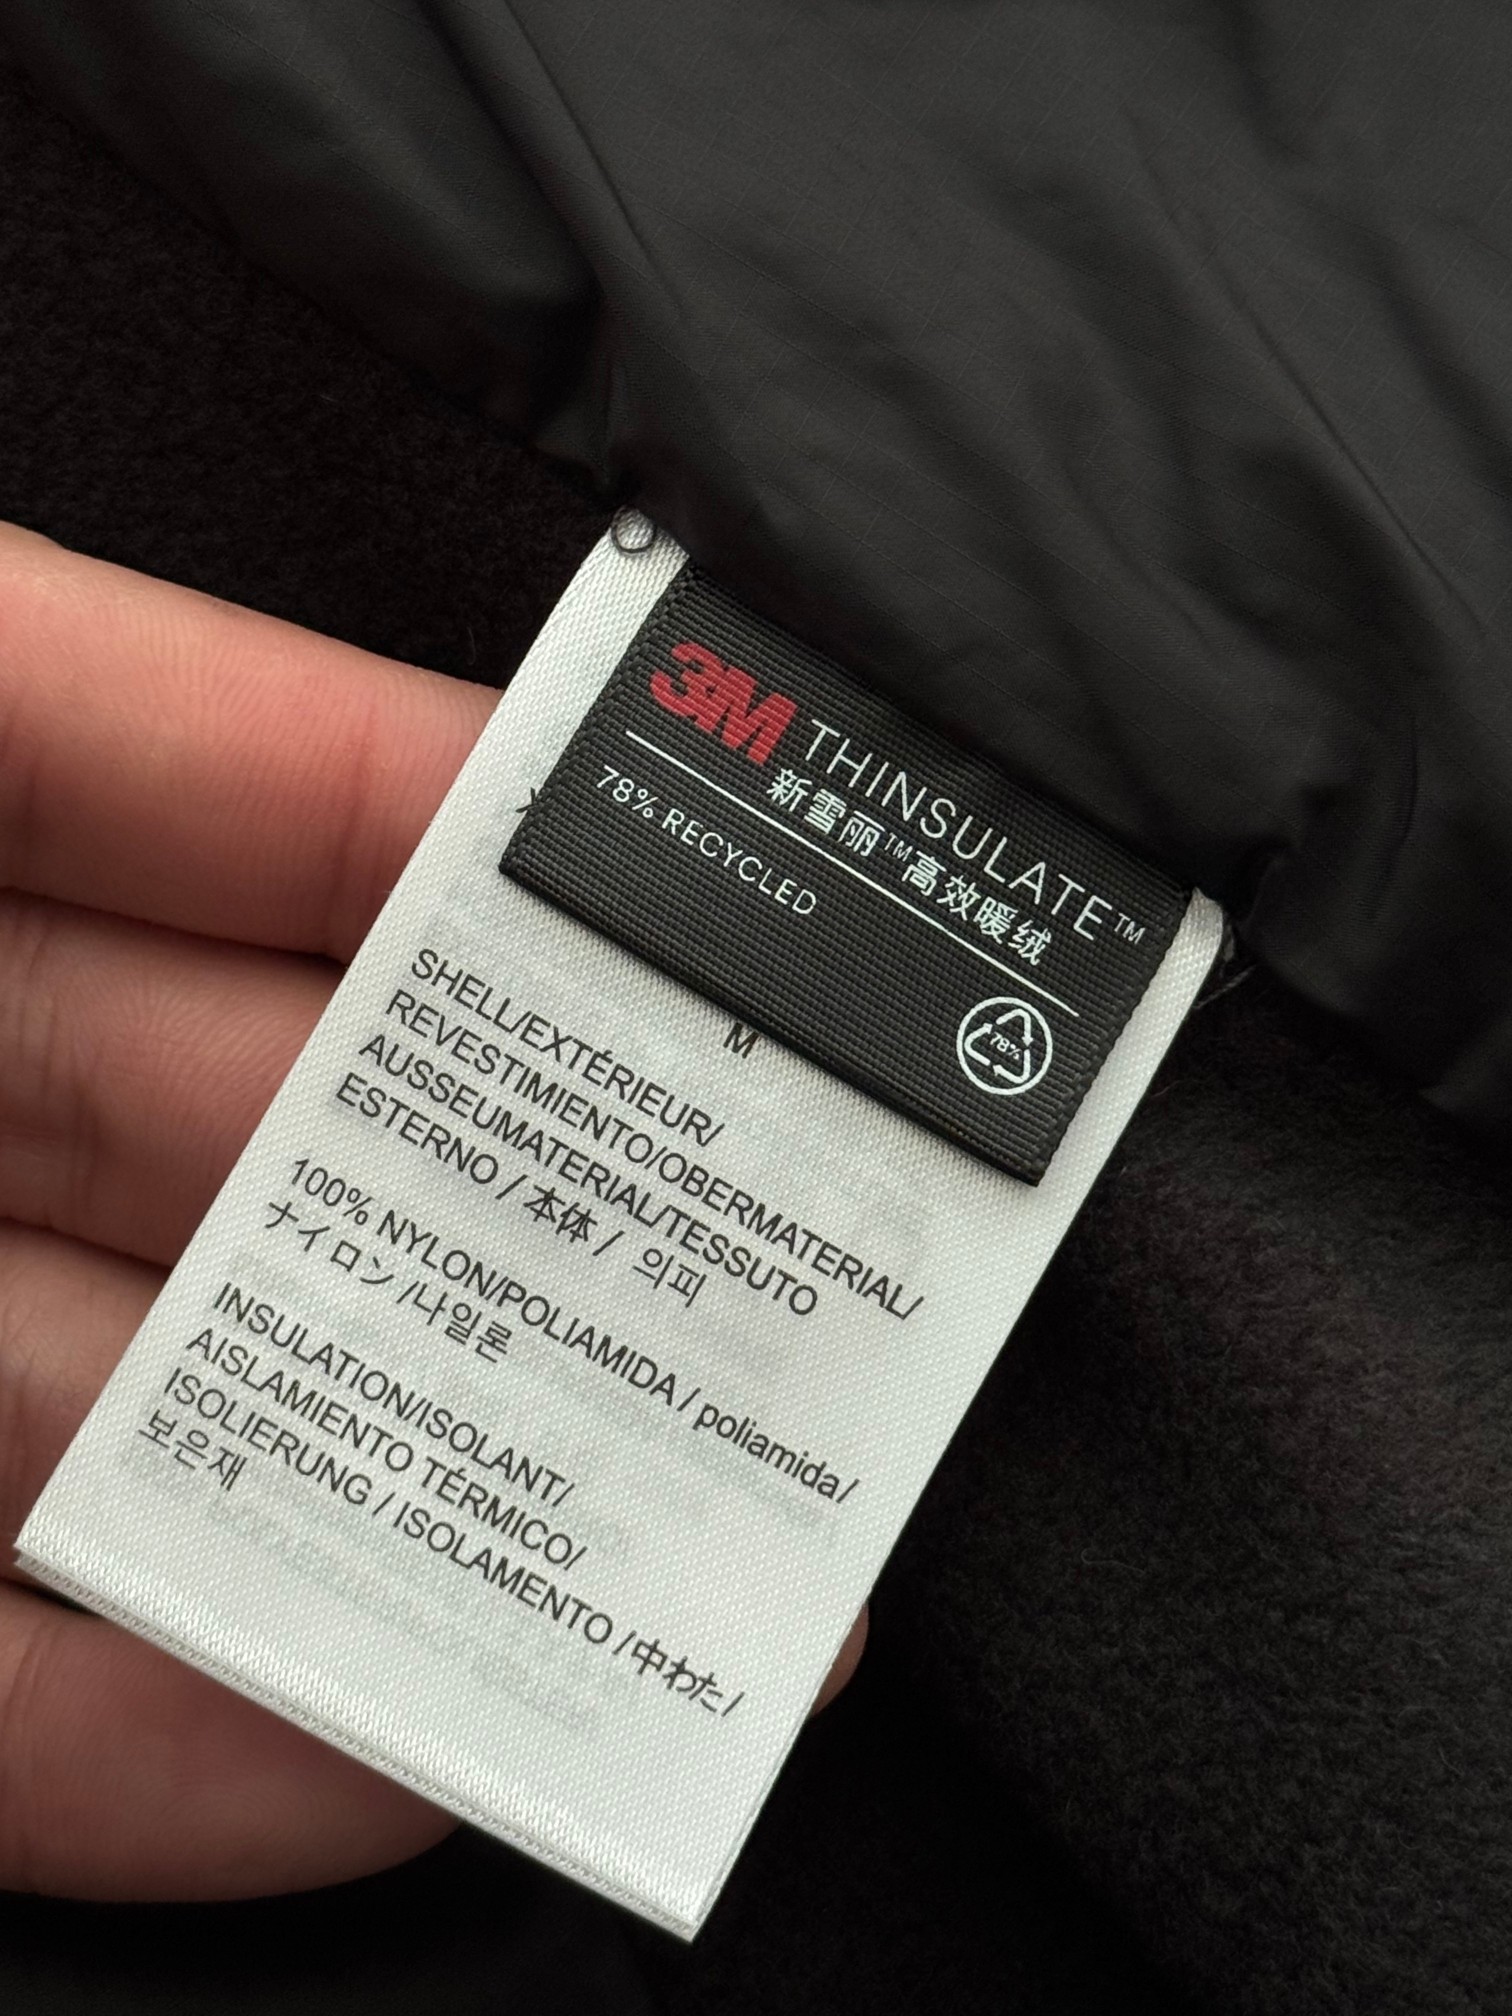 3M THINSULATE™
新雪丽™高效暖绒
78% RECYCLED
78%
M
SHELL/EXTÉRIEUR/
REVESTIMIENTO/OBERMATERIAL/
AUSSEUMATERIAL/TESSUTO
ESTERNO / 本体 / 의피
100% NYLON/POLIAMIDA / poliamida/
ナイロン /나일론
INSULATION/ISOLANT/
AISLAMIENTO TÉRMICO/
ISOLIERUNG / ISOLAMENTO /中わた /
보은재